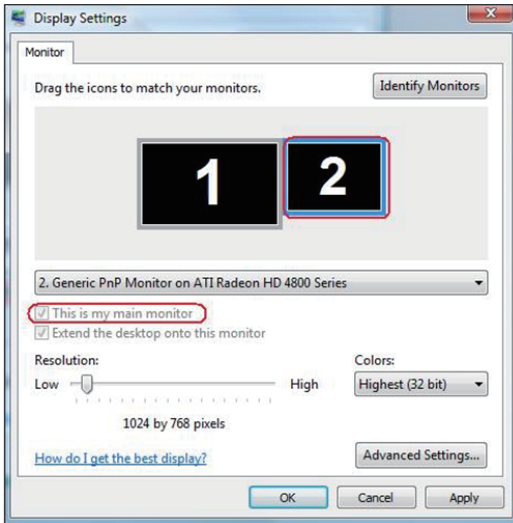 Display Settings
Monitor
Drag the icons to match your monitors.
Identify Monitors
1
2
2. Generic PnP Monitor on ATI Radeon HD 4800 Series
This is my main monitor
Extend the desktop onto this monitor
Resolution:
Colors:
Low
High
Highest (32 bit)
1024 by 768 pixels
How do I get the best display?
Advanced Settings...
OK
Cancel
Apply